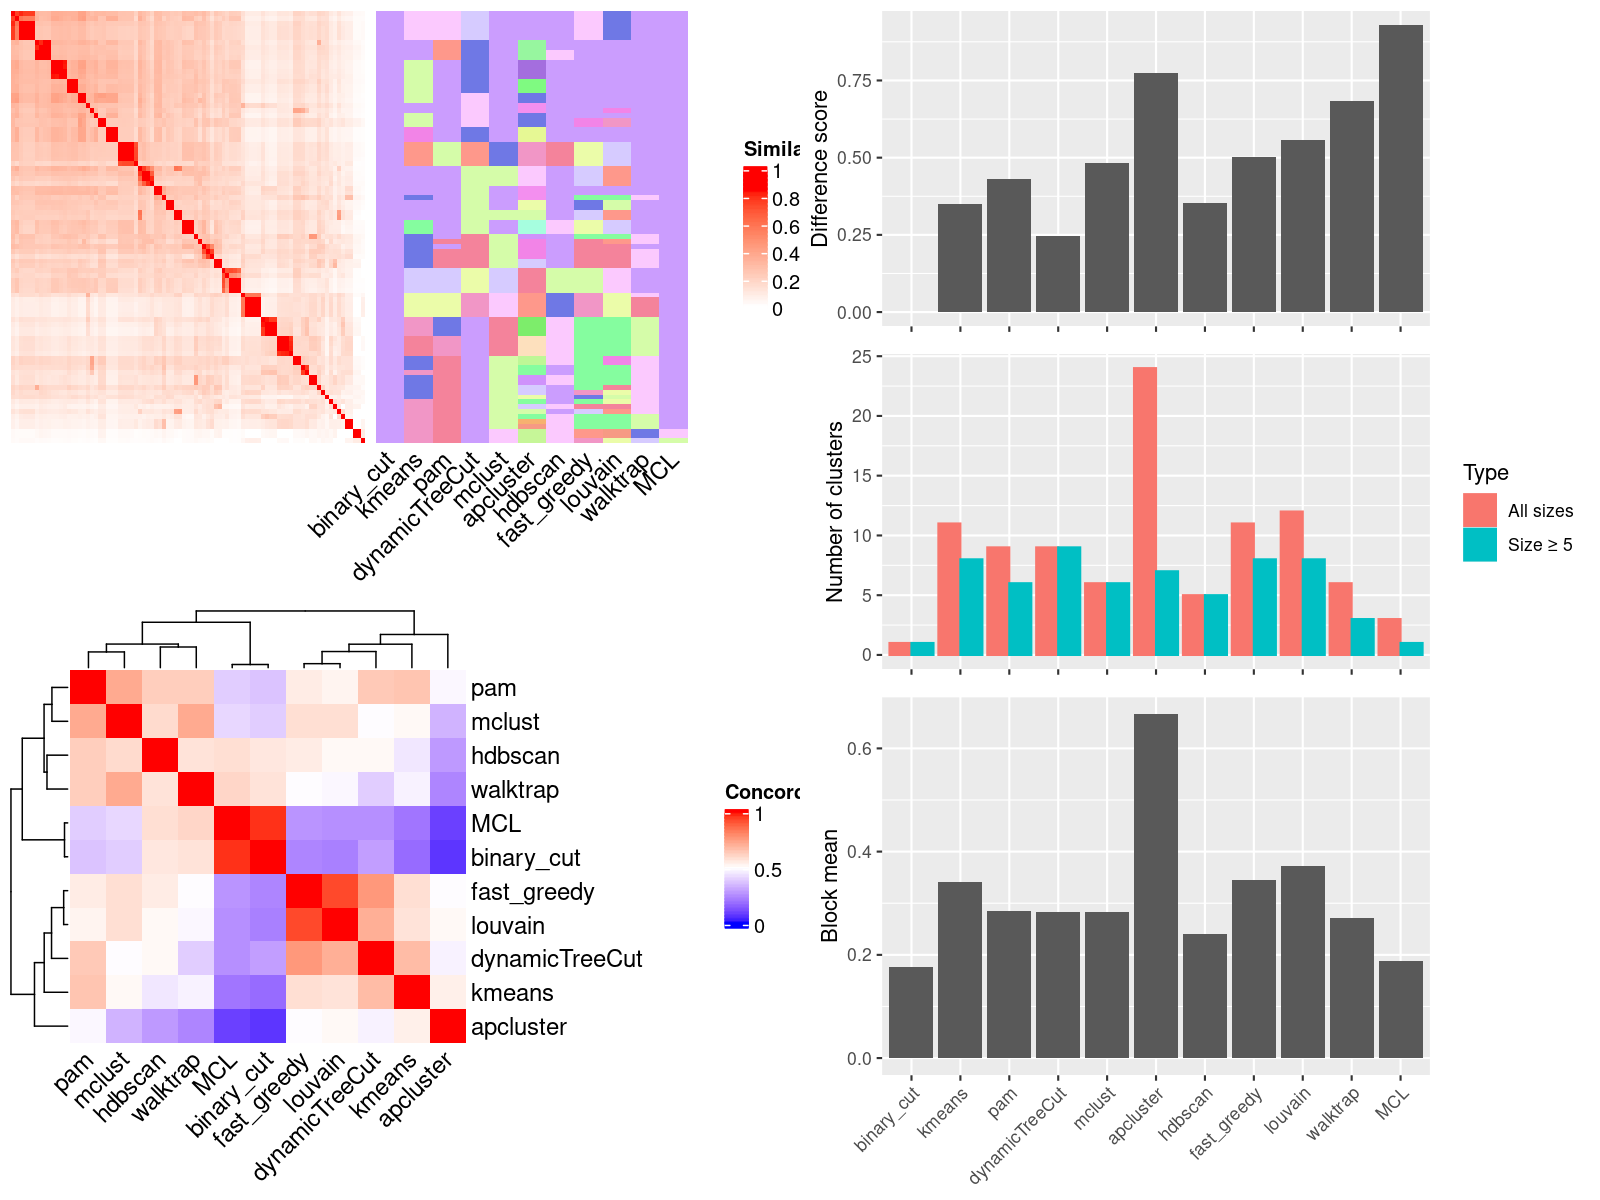 Simila
1
0.8
0.6
0.4
0.2
0
binary_cut
kmeans
pam
dynamicTreeCut
mclust
apcluster
hdbscan
fast_greedy
louvain
walktrap
MCL
pam
mclust
hdbscan
walktrap
MCL
binary_cut
fast_greedy
louvain
dynamicTreeCut
kmeans
apcluster
pam
mclust
hdbscan
walktrap
MCL
binary_cut
fast_greedy
louvain
dynamicTreeCut
kmeans
apcluster
Concord
1
0.5
0
Difference score
0.75
0.50
0.25
0.00
Number of clusters
25
20
15
10
5
0
Type
All sizes
Size ≥ 5
Block mean
0.6
0.4
0.2
0.0
binary_cut
kmeans
pam
dynamicTreeCut
mclust
apcluster
hdbscan
fast_greedy
louvain
walktrap
MCL